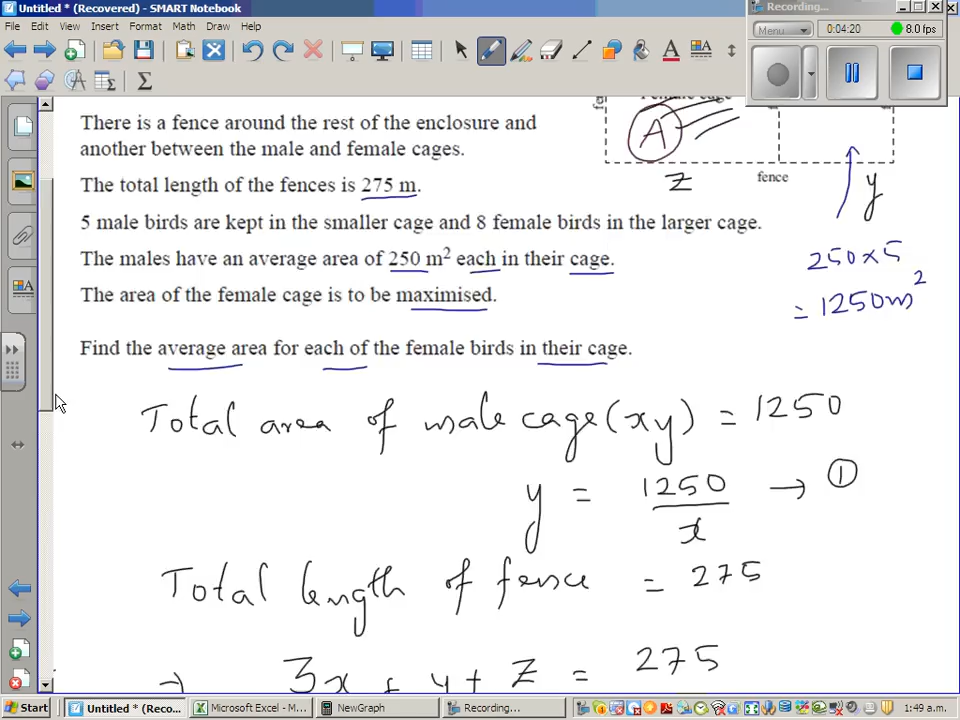 Untitled * (Recovered) - SMART Notebook
Recording...
File Edit View Insert Format Math Draw Help
Menu
0:04:20
8.0 fps
There is a fence around the rest of the enclosure and
another between the male and female cages.
A
z
fence
y
The total length of the fences is 275 m.
5 male birds are kept in the smaller cage and 8 female birds in the larger cage.
The males have an average area of 250 m² each in their cage.
250 × 5
= 1250m²
The area of the female cage is to be maximised.
Find the average area for each of the female birds in their cage.
Total area of male cage (xy) = 1250
y = 1250/x → ①
Total length of fence = 275
→ 3x + y + z = 275
Start
Untitled * (Reco...
Microsoft Excel - My...
NewGraph
Recording...
1:49 a.m.